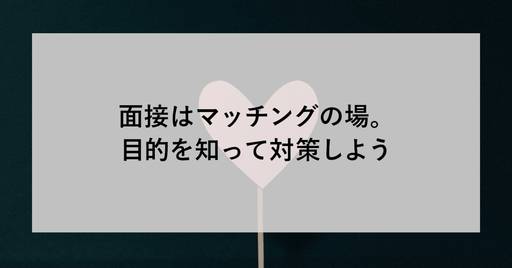 面接はマッチングの場。
目的を知って対策しよう